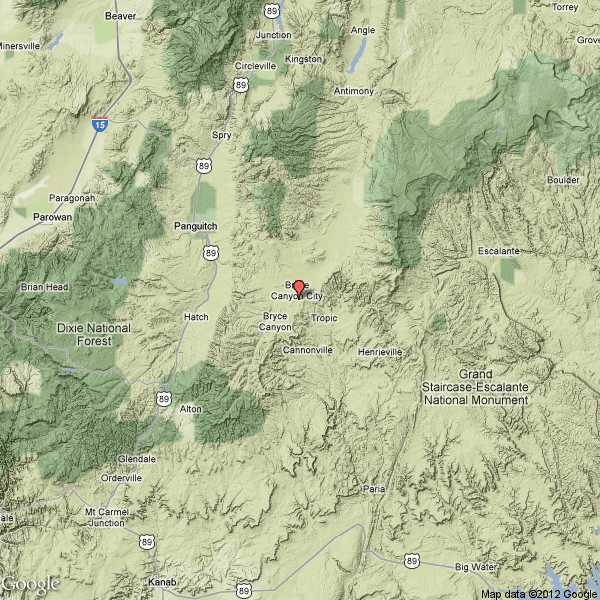 Beaver
89
Junction
Angle
Torrey
Minersville
Kingston
Grove
Circleville
89
Antimony
15
Spry
89
Boulder
Paragonah
Parowan
Panguitch
89
Escalante
Brian Head
Canyon City
Hatch
Bryce
Canyon
Tropic
Dixie National
Forest
Cannonville
Henrieville
Grand
Staircase-Escalante
National Monument
89
Alton
Glendale
Orderville
Paria
Mt Carmel
Junction
89
89
Big Water
Google
Kanab
89
Map data ©2012 Google